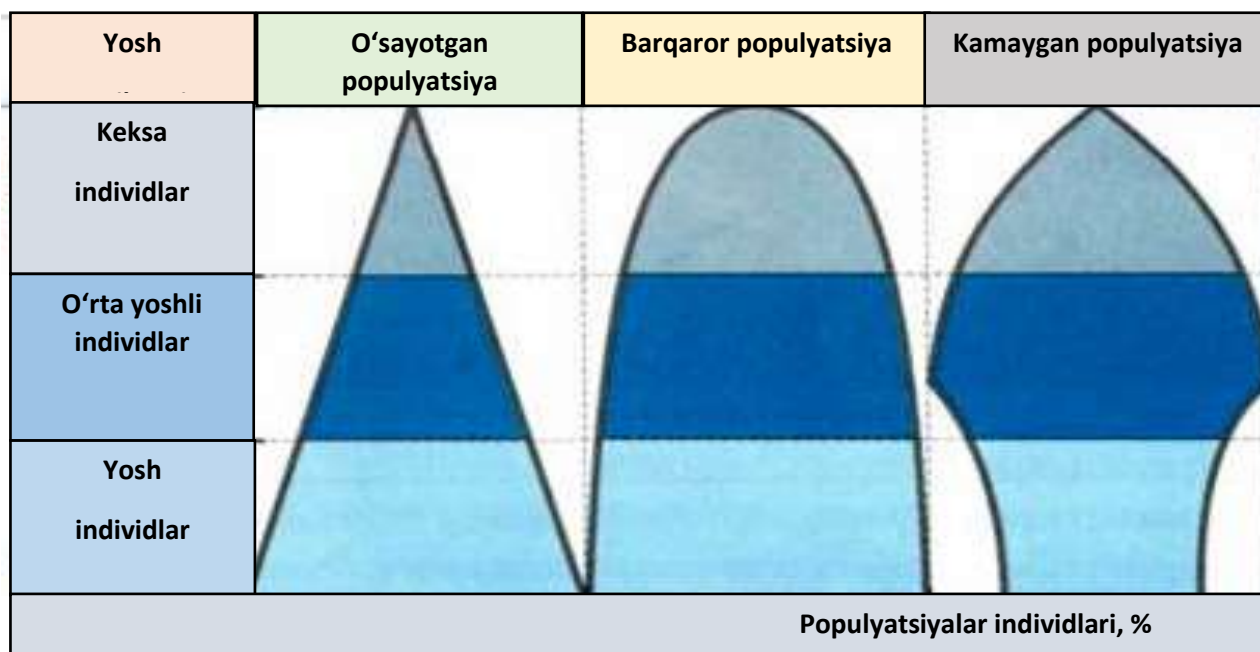 Yosh
O‘sayotgan
populyatsiya
Barqaror populyatsiya
Kamaygan populyatsiya
Keksa
individlar
O‘rta yoshli
individlar
Yosh
individlar
Populyatsiyalar individlari, %